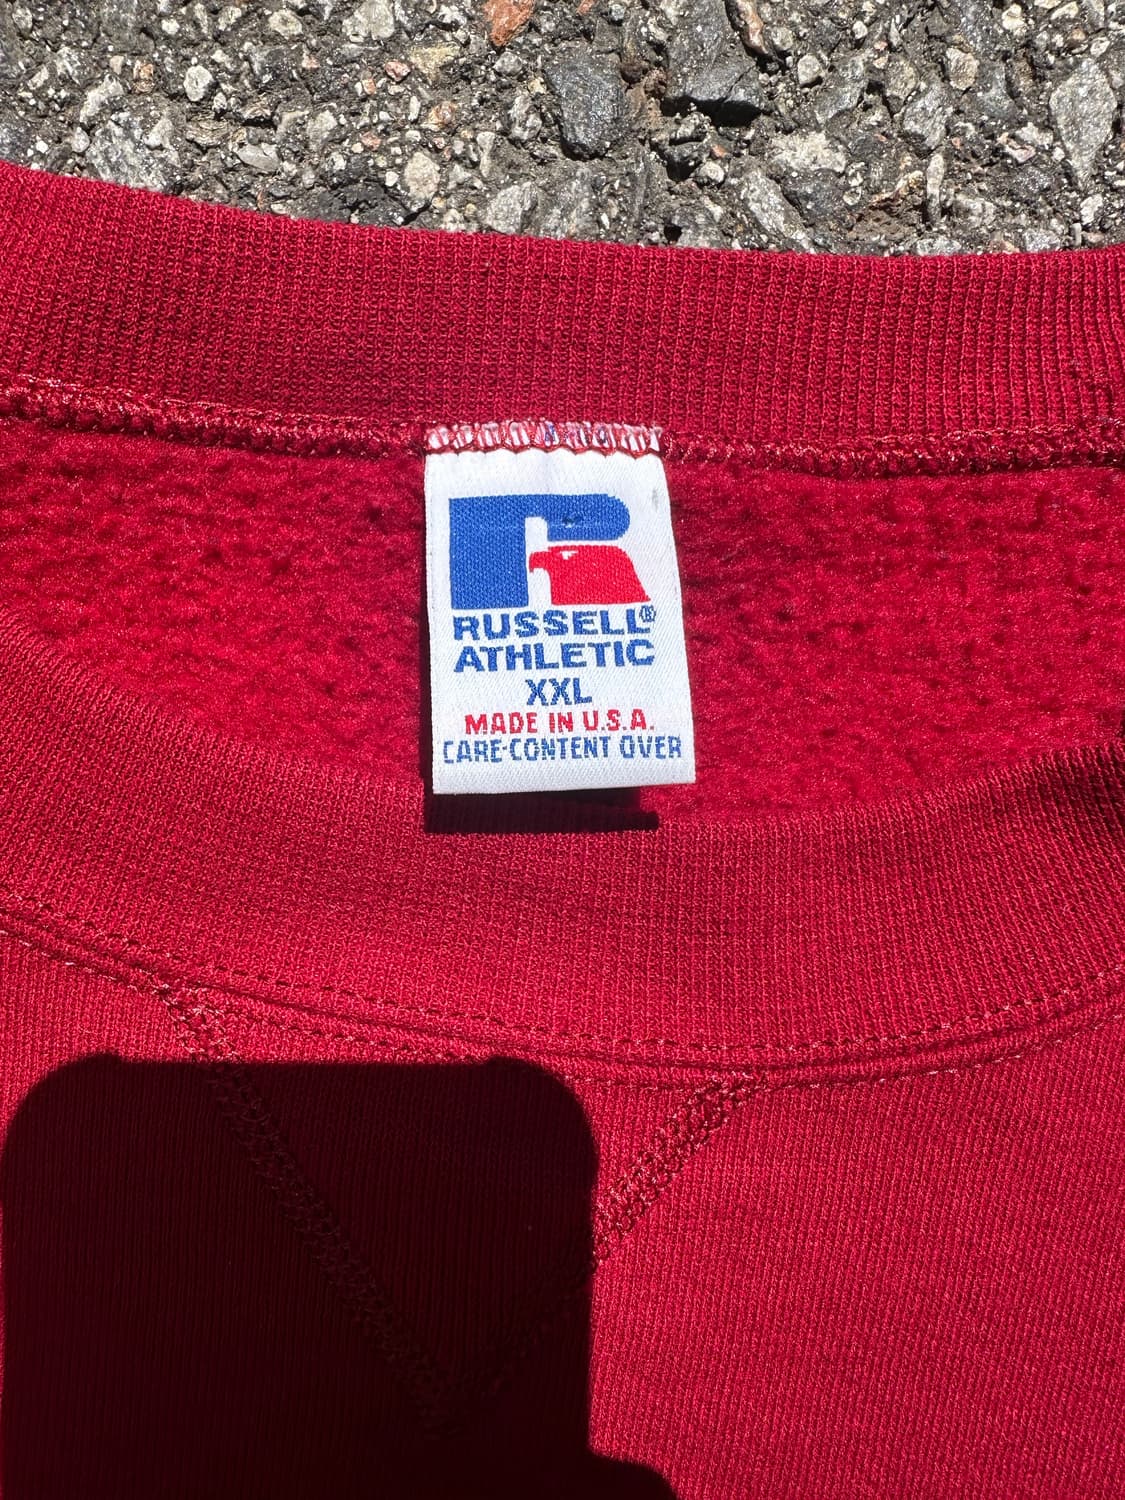 RUSSELL®
ATHLETIC
XXL
MADE IN U.S.A.
CARE-CONTENT OVER